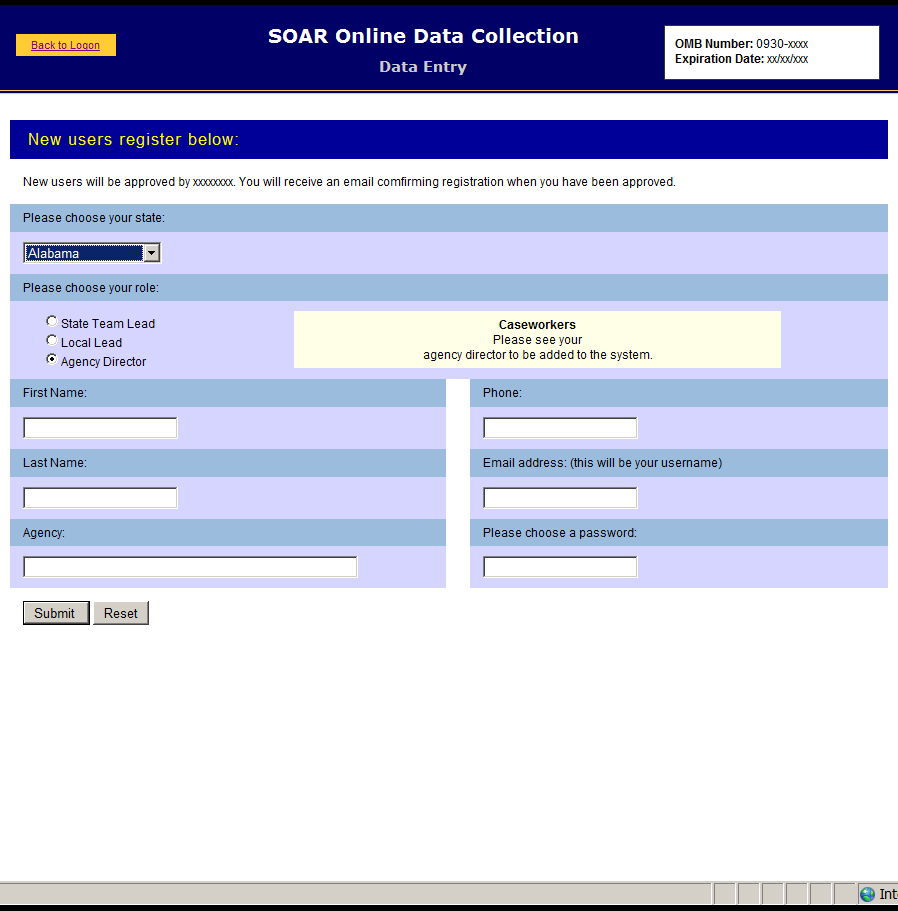 Back to Logon
SOAR Online Data Collection
Data Entry
OMB Number: 0930-xxxx
Expiration Date: xx/xx/xxx
New users register below:
New users will be approved by xxxxxxxx. You will receive an email comfirming registration when you have been approved.
Please choose your state:
Alabama
Please choose your role:
State Team Lead
Local Lead
Agency Director
Caseworkers
Please see your
agency director to be added to the system.
First Name:
Phone:
Last Name:
Email address: (this will be your username)
Agency:
Please choose a password:
Submit
Reset
Int